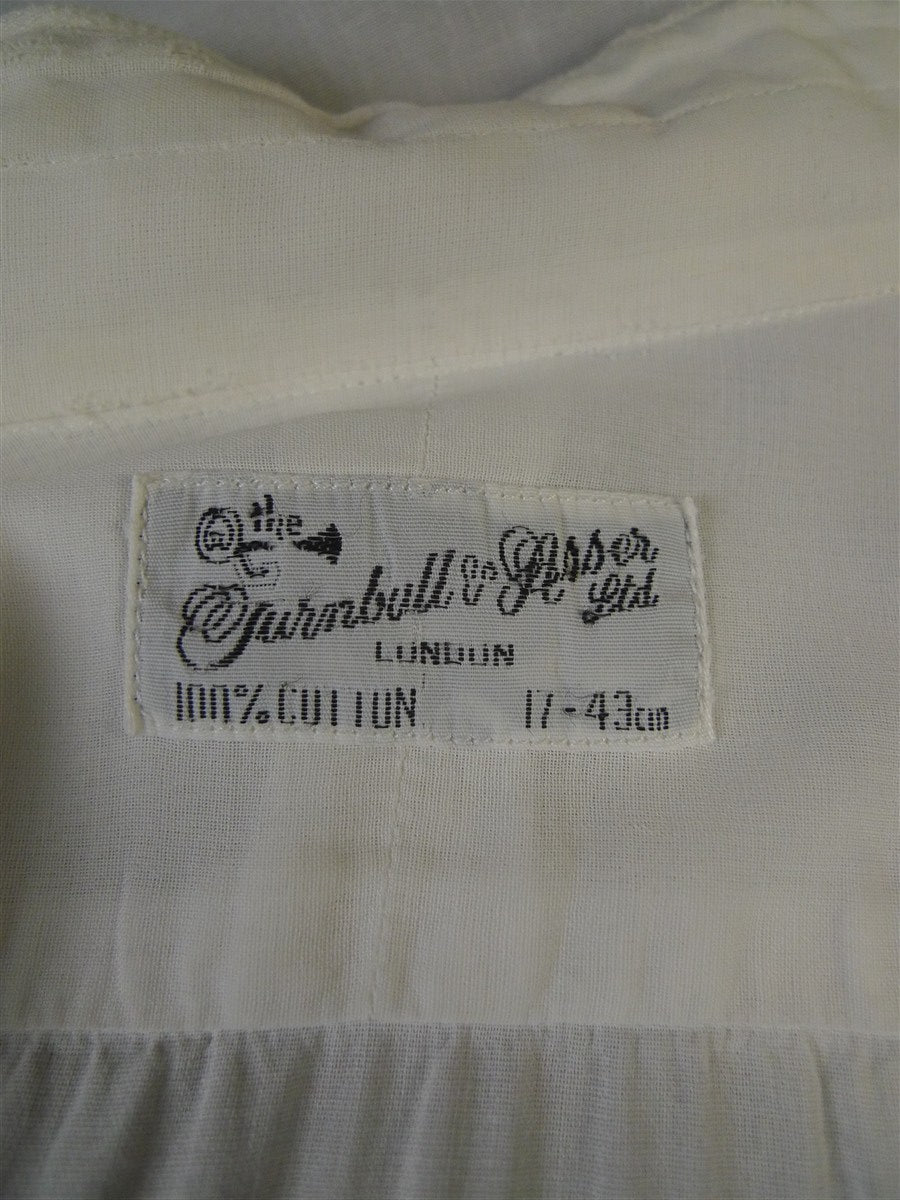 the
Turnbull & Asser
Ltd.
LONDON
100% COTTON 17-43cm